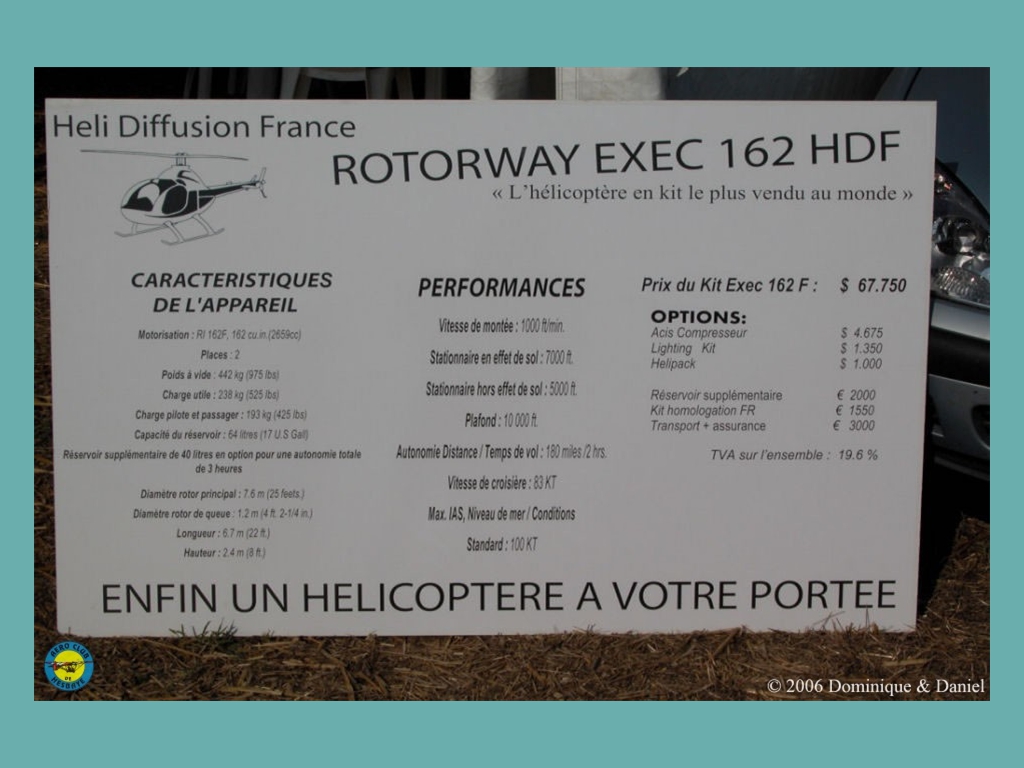 Heli Diffusion France
ROTORWAY EXEC 162 HDF
« L'hélicoptère en kit le plus vendu au monde »
CARACTERISTIQUES
DE L'APPAREIL
Motorisation : RI 162F, 162 cu.in.(2659cc)
Places : 2
Poids à vide : 442 kg (975 lbs)
Charge utile : 238 kg (525 lbs)
Charge pilote et passager : 193 kg (425 lbs)
Capacité du réservoir : 64 litres (17 U.S Gall)
Réservoir supplémentaire de 40 litres en option pour une autonomie totale
de 3 heures
Diamètre rotor principal : 7.6 m (25 feets.)
Diamètre rotor de queue : 1.2 m (4 ft. 2-1/4 in.)
Longueur : 6.7 m (22 ft.)
Hauteur : 2.4 m (8 ft.)
PERFORMANCES
Vitesse de montée : 1000 ft/min.
Stationnaire en effet de sol : 7000 ft.
Stationnaire hors effet de sol : 5000 ft.
Plafond : 10 000 ft.
Autonomie Distance / Temps de vol : 180 miles /2 hrs.
Vitesse de croisière : 83 KT
Max. IAS, Niveau de mer / Conditions
Standard : 100 KT
Prix du Kit Exec 162 F : $ 67.750
OPTIONS:
Acis Compresseur $ 4.675
Lighting Kit $ 1.350
Helipack $ 1.000
Réservoir supplémentaire € 2000
Kit homologation FR € 1550
Transport + assurance € 3000
TVA sur l'ensemble : 19.6 %
ENFIN UN HELICOPTERE A VOTRE PORTEE
AERO CLUB
DE
HESBAYE
© 2006 Dominique & Daniel